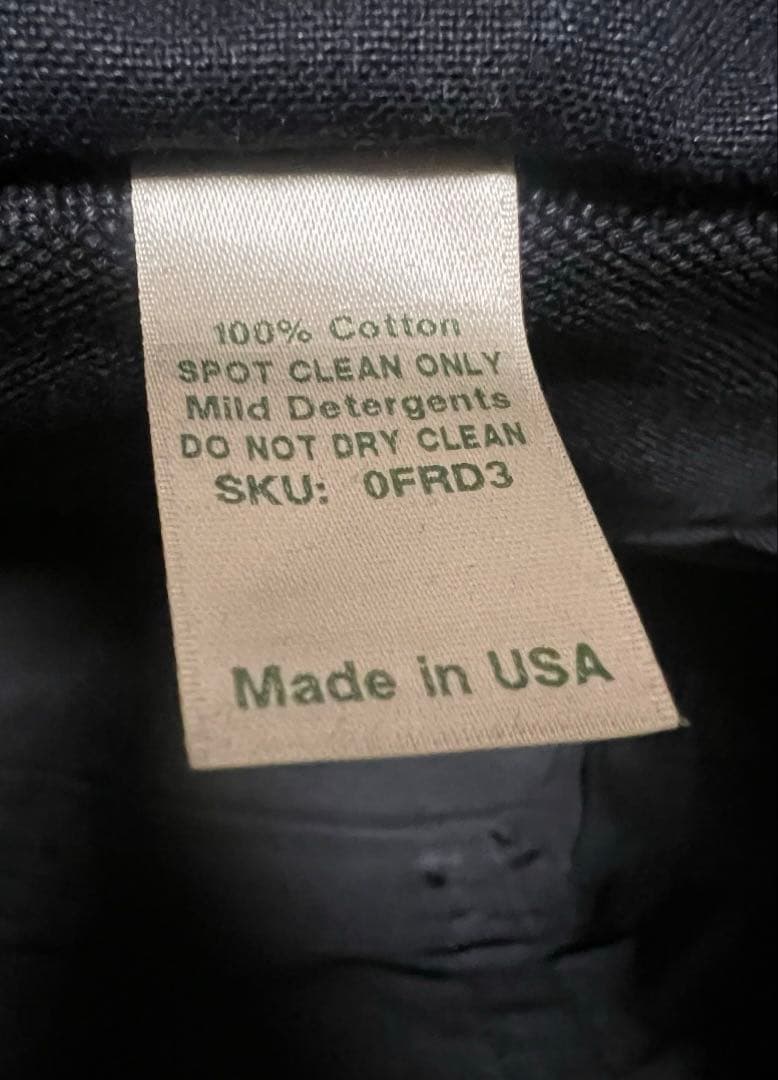 100% Cotton
SPOT CLEAN ONLY
Mild Detergents
DO NOT DRY CLEAN
SKU: 0FRD3
Made in USA